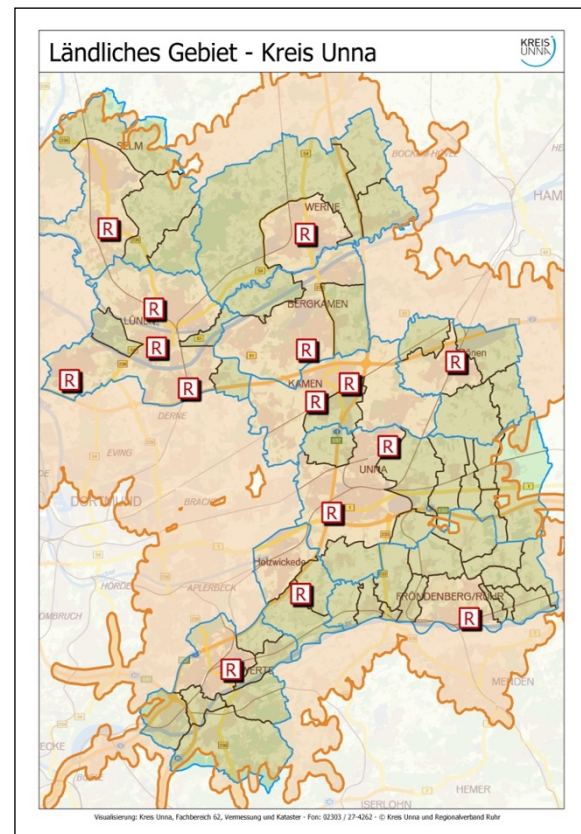 Ländliches Gebiet - Kreis Unna
KREIS
UNNA
SELM
BOCKUM-HÖVEL
HAMM
WERNE
BERGKAMEN
LÜNEN
R
R
R
R
R
R
R
Bönen
R
KAMEN
R
R
DERNE
EVING
R
UNNA
DORTMUND
BRACKEL
R
Holzwickede
HÖRDE
APLERBECK
R
FRÖNDENBERG/RUHR
R
R
MENDEN
HEMER
ISERLOHN
Visualisierung: Kreis Unna, Fachbereich 62, Vermessung und Kataster - Fon: 02303 / 27-4262 - © Kreis Unna und Regionalverband Ruhr